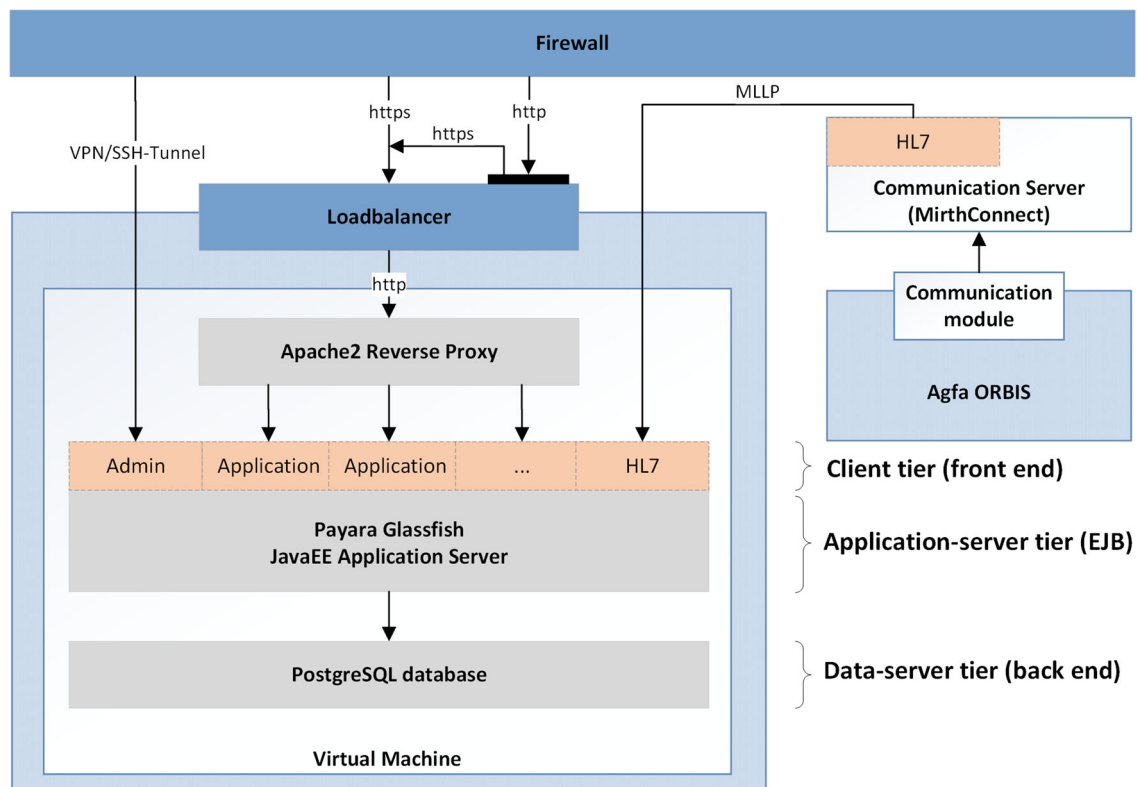 Firewall
MLLP
https
http
https
HL7
VPN/SSH-Tunnel
Communication Server
(MirthConnect)
Loadbalancer
http
Communication
module
Apache2 Reverse Proxy
Agfa ORBIS
Admin
Application
Application
...
HL7
Client tier (front end)
Payara Glassfish
JavaEE Application Server
Application-server tier (EJB)
PostgreSQL database
Data-server tier (back end)
Virtual Machine